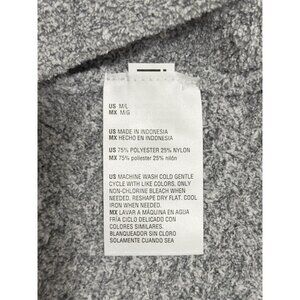 US M/L
MX M/G
US MADE IN INDONESIA
MX HECHO EN INDONESIA
US 75% POLYESTER 25% NYLON
MX 75% poliester 25% nilón
US MACHINE WASH COLD GENTLE
CYCLE WITH LIKE COLORS, ONLY
NON-CHLORINE BLEACH WHEN
NEEDED. RESHAPE DRY FLAT. COOL
IRON WHEN NEEDED.
MX LAVAR A MÁQUINA EN AGUA
FRÍA CICLO DELICADO CON
COLORES SIMILARES.
BLANQUEADOR SIN CLORO
SOLAMENTE CUANDO SEA